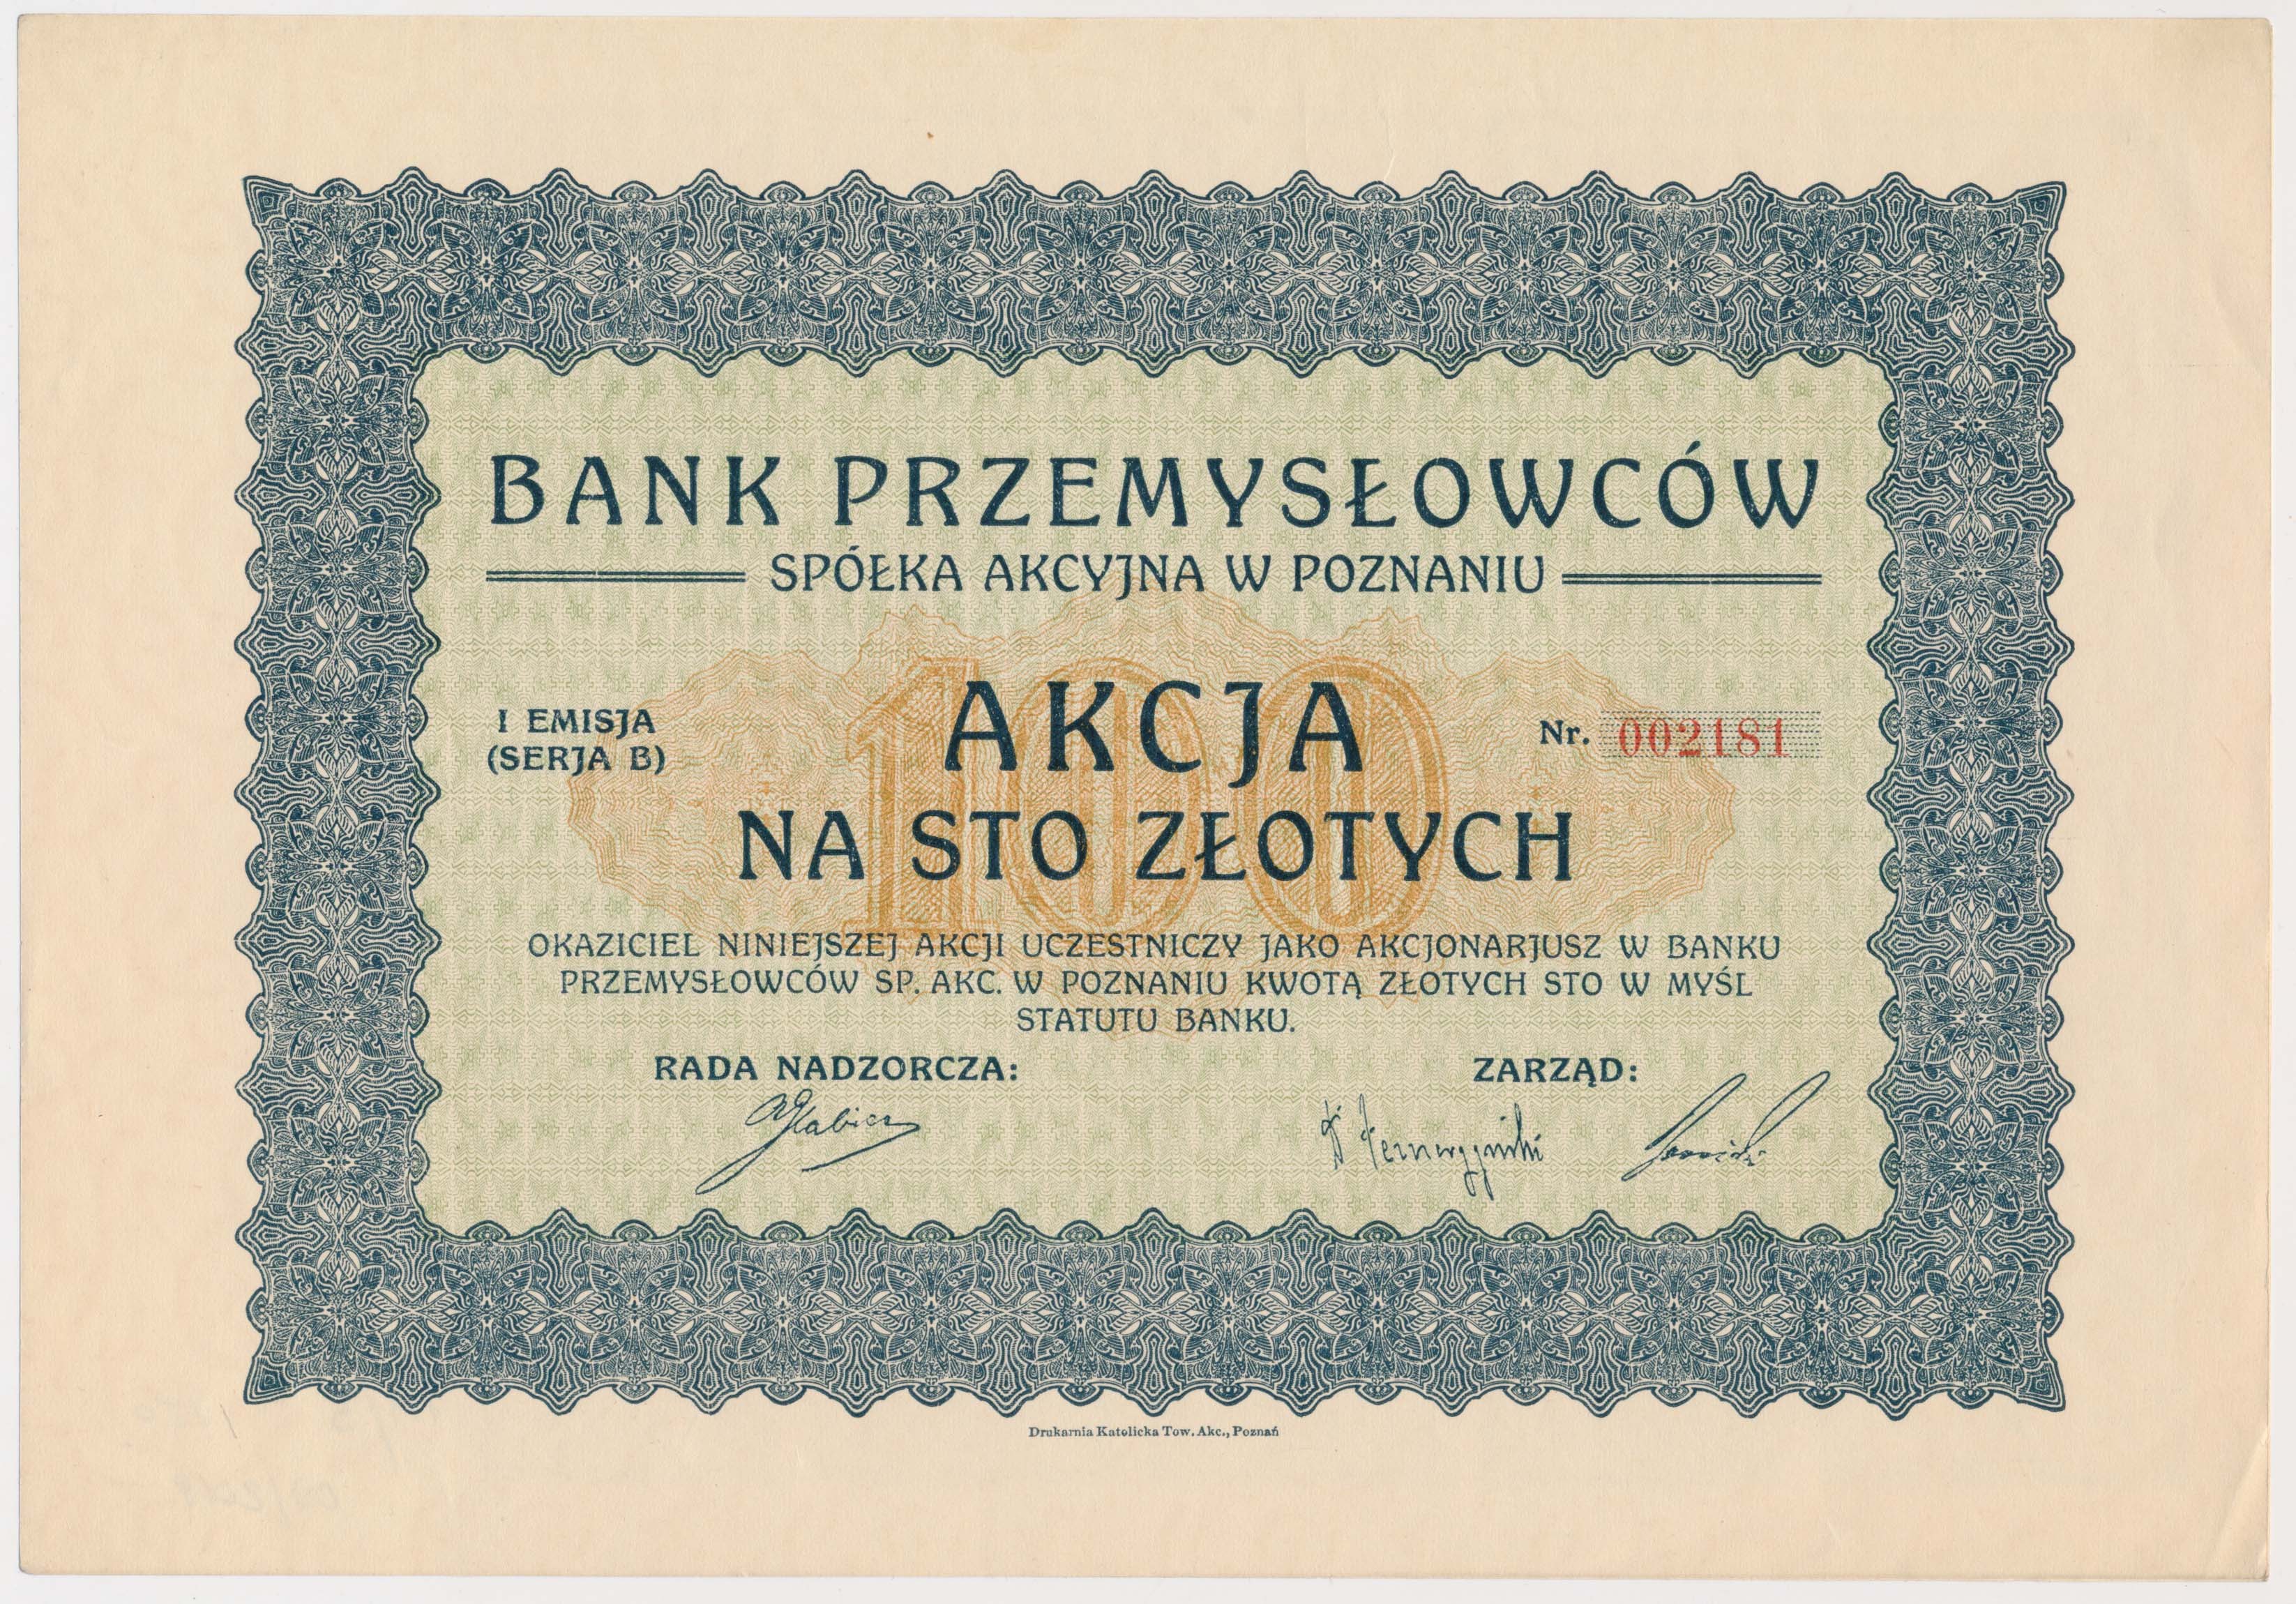 BANK PRZEMYSŁOWCÓW
SPÓŁKA AKCYJNA W POZNANIU
100
I EMISJA
(SERJA B)
AKCJA
Nr. 002181
NA STO ZŁOTYCH
OKAZICIEL NINIEJSZEJ AKCJI UCZESTNICZY JAKO AKCJONARJUSZ W BANKU
PRZEMYSŁOWCÓW SP. AKC. W POZNANIU KWOTĄ ZŁOTYCH STO W MYŚL
STATUTU BANKU.
RADA NADZORCZA:
ZARZĄD:
Drukarnia Katolicka Tow. Akc., Poznań